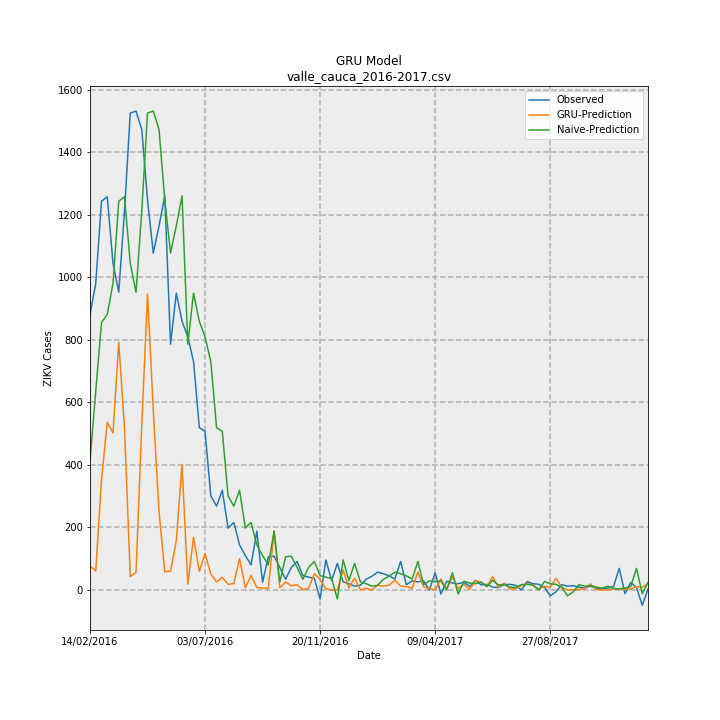 GRU Model
valle_cauca_2016-2017.csv
Observed
GRU-Prediction
Naive-Prediction
1600
1400
1200
1000
800
600
400
200
0
ZIKV Cases
14/02/2016
03/07/2016
20/11/2016
09/04/2017
27/08/2017
Date